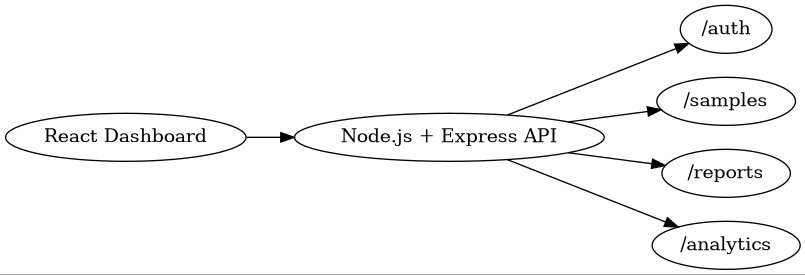 React Dashboard
Node.js + Express API
/auth
/samples
/reports
/analytics